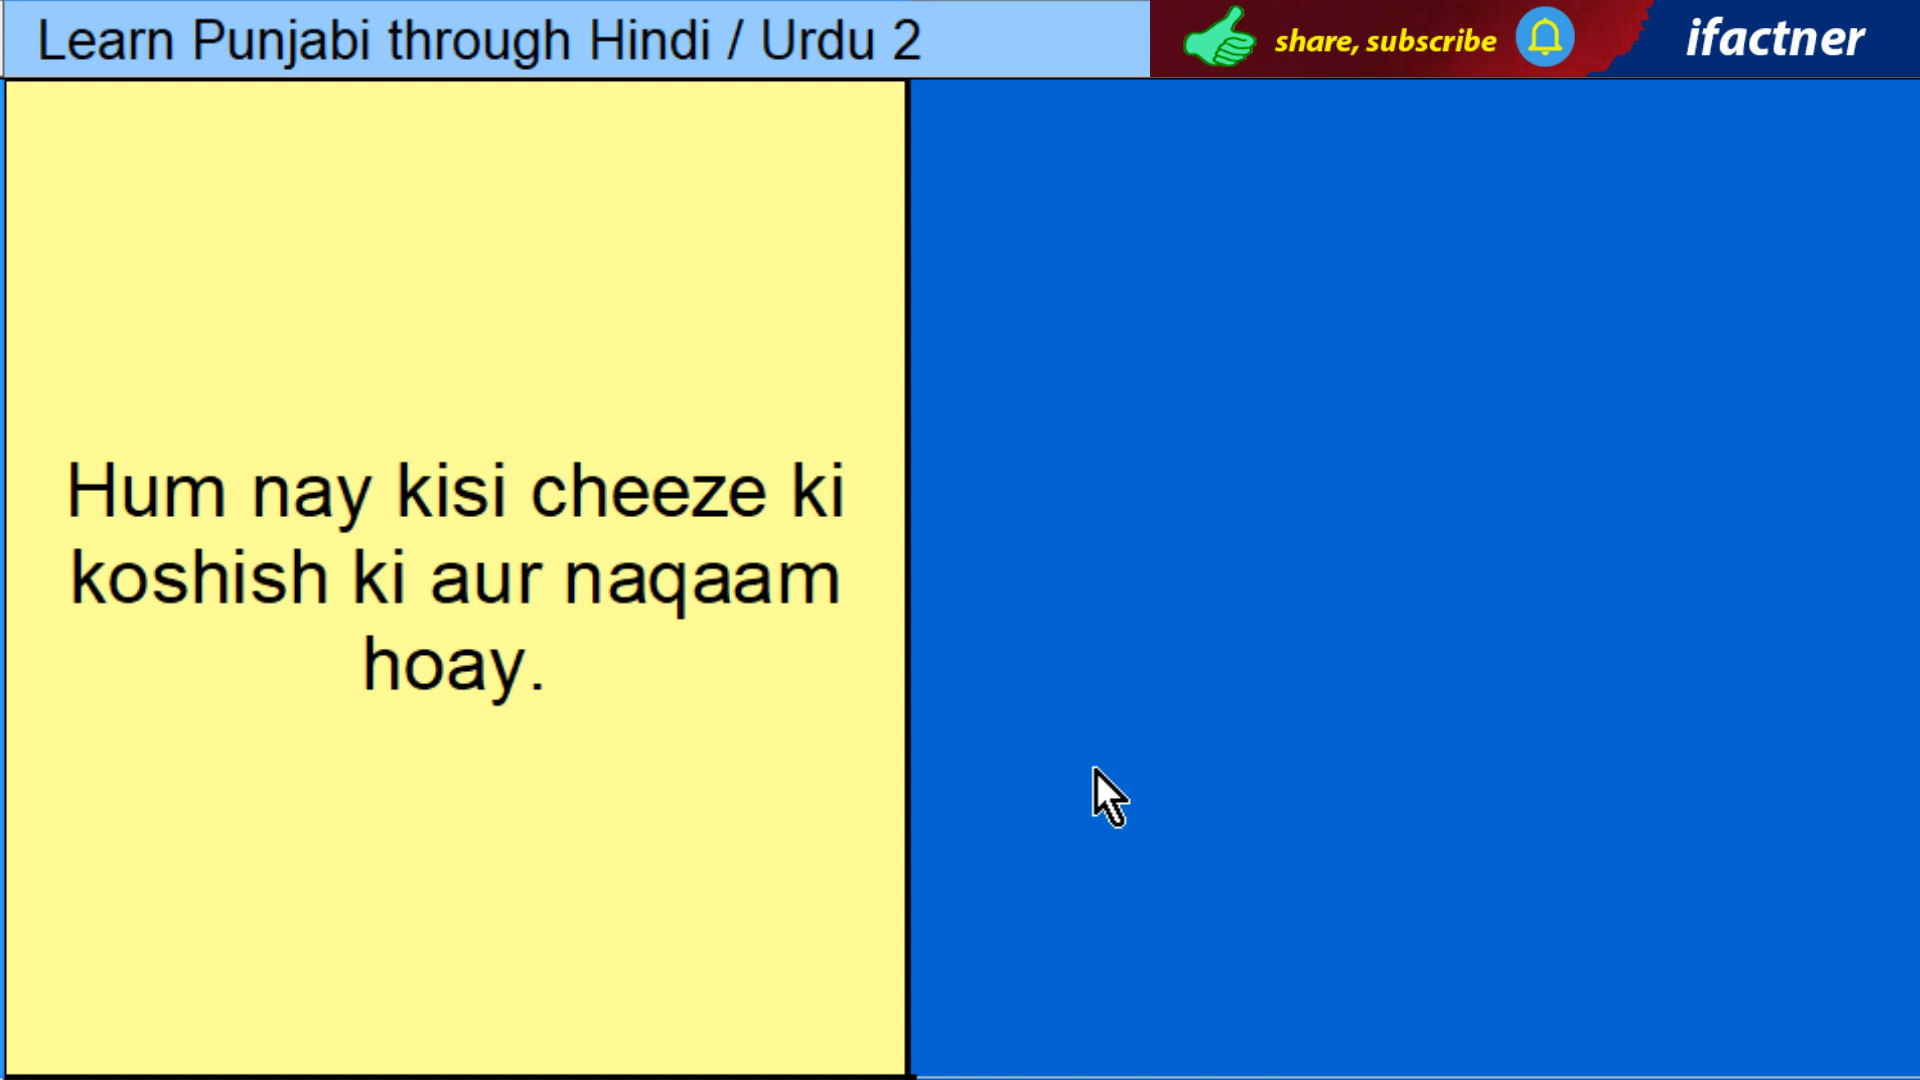 Learn Punjabi through Hindi / Urdu 2
share, subscribe
ifactner
Hum nay kisi cheeze ki
koshish ki aur naqaam
hoay.